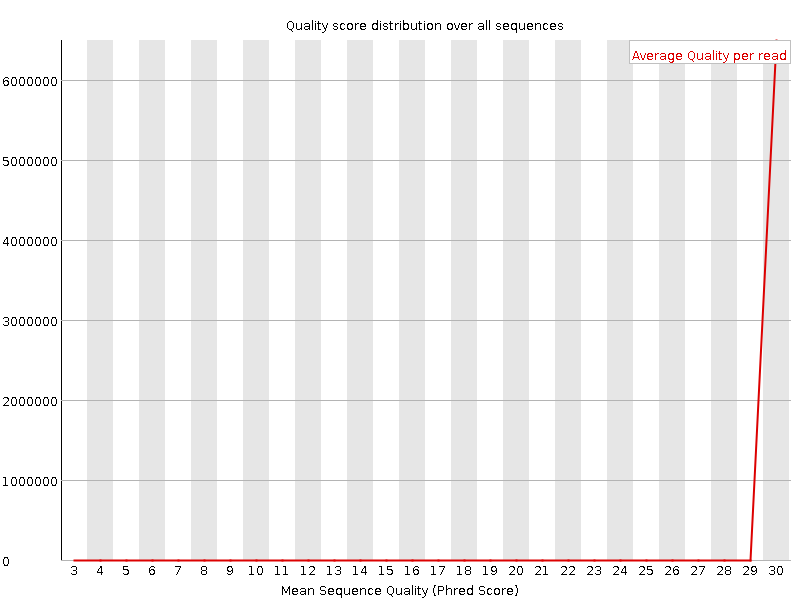 Quality score distribution over all sequences
Average Quality per read
6000000
5000000
4000000
3000000
2000000
1000000
0
3 4 5 6 7 8 9 10 11 12 13 14 15 16 17 18 19 20 21 22 23 24 25 26 27 28 29 30
Mean Sequence Quality (Phred Score)